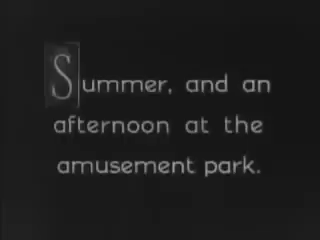 Summer, and an
afternoon at the
amusement park.